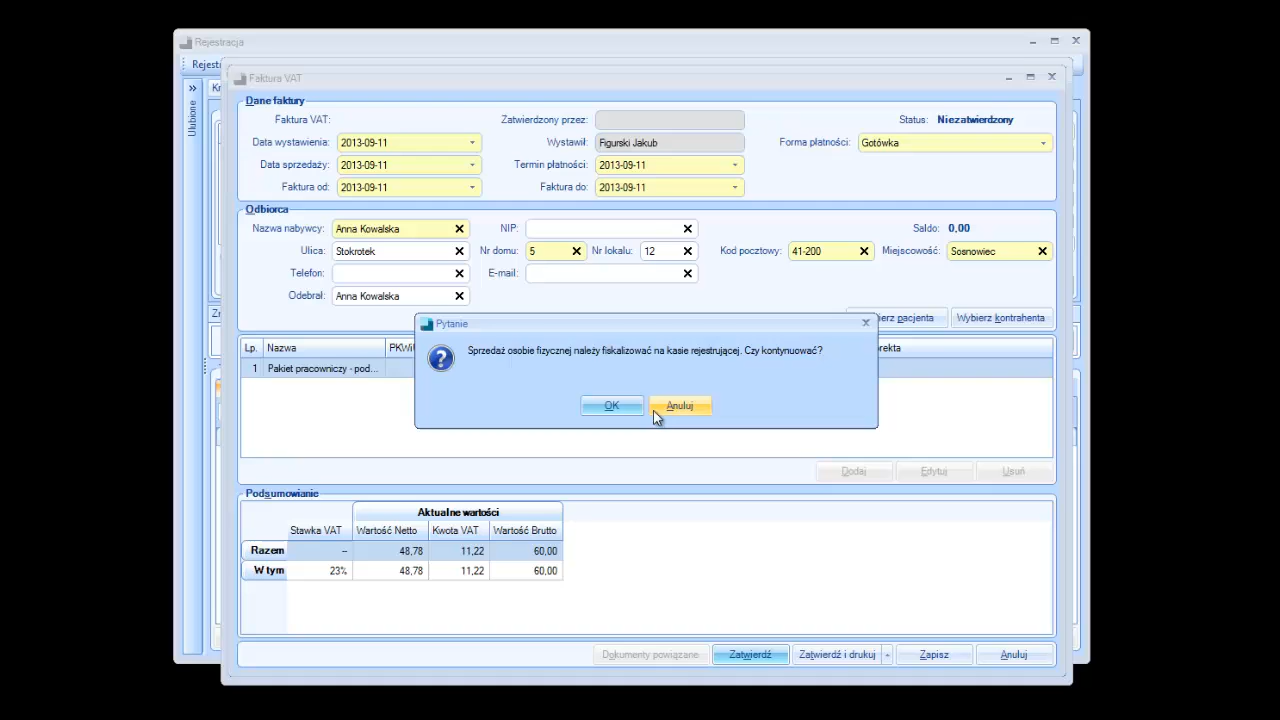 Rejestracja
Rejestr
Ulubione
Faktura VAT
Dane faktury
Faktura VAT: Zatwierdzony przez: Status: Niezatwierdzony
Data wystawienia: 2013-09-11 Wystawił: Figurski Jakub Forma płatności: Gotówka
Data sprzedaży: 2013-09-11 Termin płatności: 2013-09-11
Faktura od: 2013-09-11 Faktura do: 2013-09-11
Odbiorca
Nazwa nabywcy: Anna Kowalska NIP: Saldo: 0,00
Ulica: Stokrotek Nr domu: 5 Nr lokalu: 12 Kod pocztowy: 41-200 Miejscowość: Sosnowiec
Telefon: E-mail:
Odebrał: Anna Kowalska
bierz pacjenta Wybierz kontrahenta
Pytanie
Sprzedaż osobie fizycznej należy fiskalizować na kasie rejestrującej. Czy kontynuować?
OK Anuluj
Lp. Nazwa PKWi rekta
1 Pakiet pracowniczy - pod...
Dodaj Edytuj Usuń
Podsumowanie
Aktualne wartości
Stawka VAT Wartość Netto Kwota VAT Wartość Brutto
Razem -- 48,78 11,22 60,00
W tym 23% 48,78 11,22 60,00
Dokumenty powiązane Zatwierdź Zatwierdź i drukuj Zapisz Anuluj